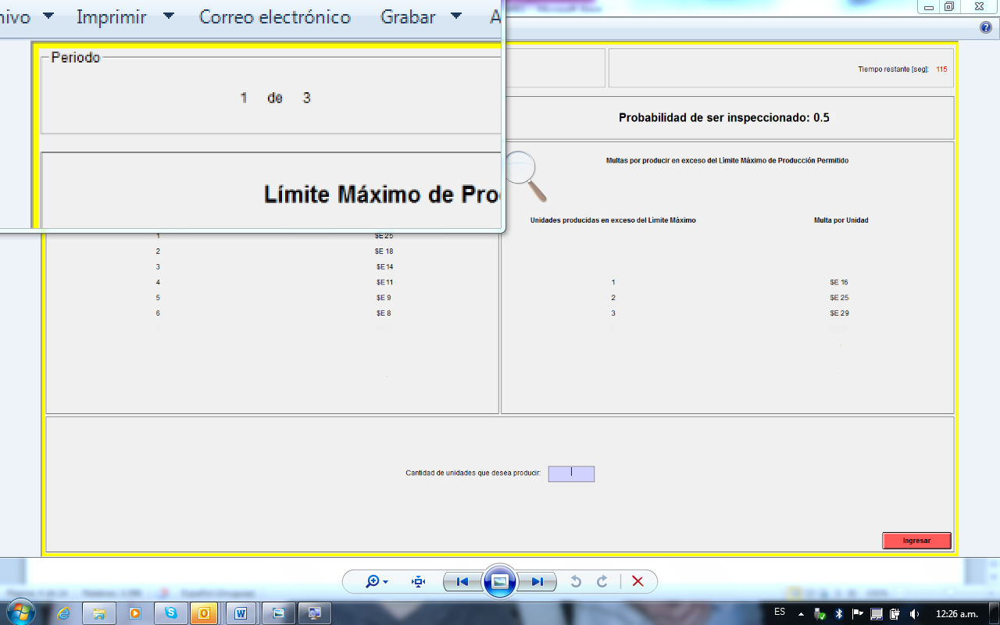 ivo Imprimir Correo electrónico Grabar A
Periodo
1 de 3
Límite Máximo de Pro
Tiempo restante [seg]: 115
Probabilidad de ser inspeccionado: 0.5
Multas por producir en exceso del Límite Máximo de Producción Permitido
Unidades producidas en exceso del Límite Máximo Multa por Unidad
1 $E 25
2 $E 18
3 $E 14
4 $E 11
5 $E 9
6 $E 8
1 $E 16
2 $E 25
3 $E 29
Cantidad de unidades que desea producir:
Ingresar
ES 12:26 a.m.